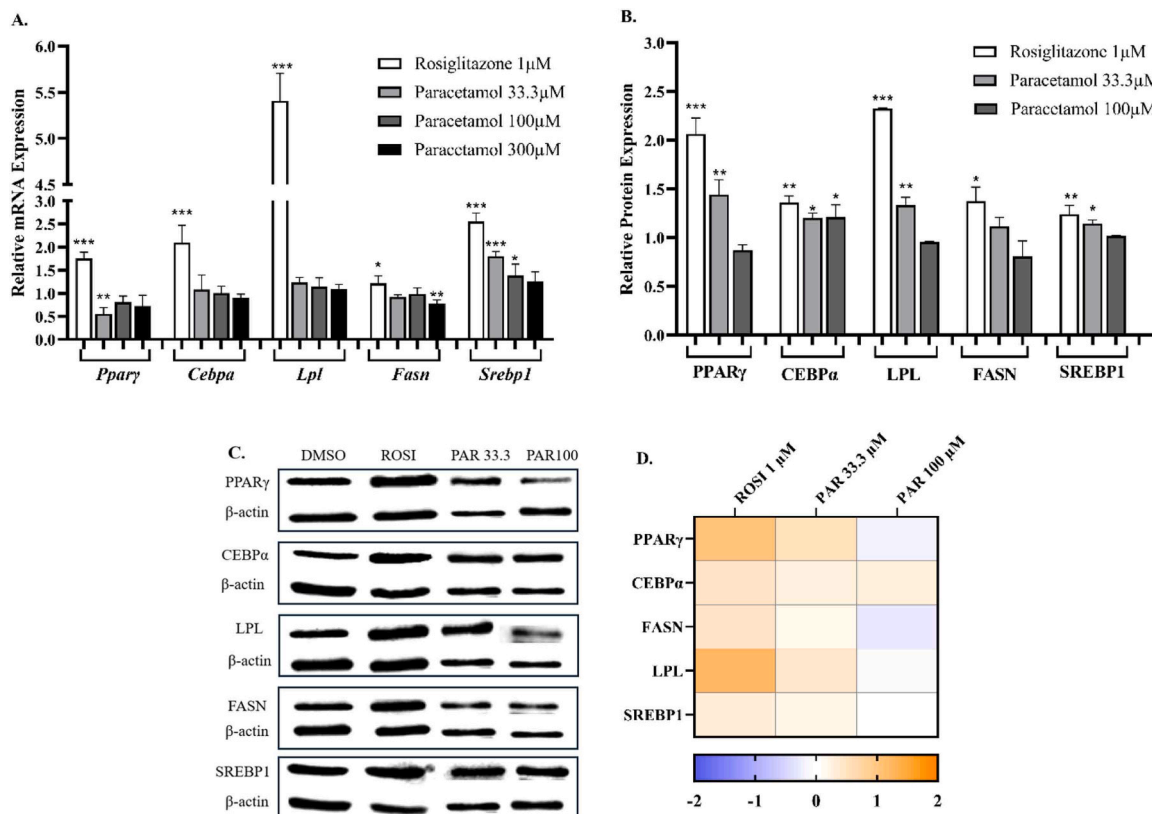 A.
Relative mRNA Expression
6.0
5.5
5.0
4.5
3.0
2.5
2.0
1.5
1.0
0.5
0.0
Rosiglitazone 1µM
Paracetamol 33.3µM
Paracetamol 100µM
Paracetamol 300µM
*** ** *** *** * ** *** *** *
Pparγ Cebpa Lpl Fasn Srebp1
B.
Relative Protein Expression
3.0
2.5
2.0
1.5
1.0
0.5
0.0
Rosiglitazone 1µM
Paracetamol 33.3µM
Paracetamol 100µM
*** ** ** * * *** ** * ** *
PPARγ CEBPα LPL FASN SREBP1
C.
DMSO ROSI PAR 33.3 PAR100
PPARγ
β-actin
CEBPα
β-actin
LPL
β-actin
FASN
β-actin
SREBP1
β-actin
D.
ROSI 1 µM PAR 33.3 µM PAR 100 µM
PPARγ
CEBPα
FASN
LPL
SREBP1
-2 -1 0 1 2